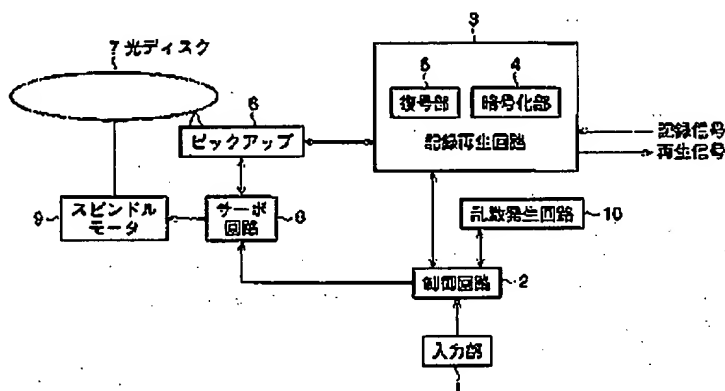 3
7 光ディスク
5
4
復号部
暗号化部
6
ピックアップ
記録再生回路
記録信号
再生信号
9
スピンドル
モータ
サーボ
回路
8
乱数発生回路
10
制御回路
2
入力部
1